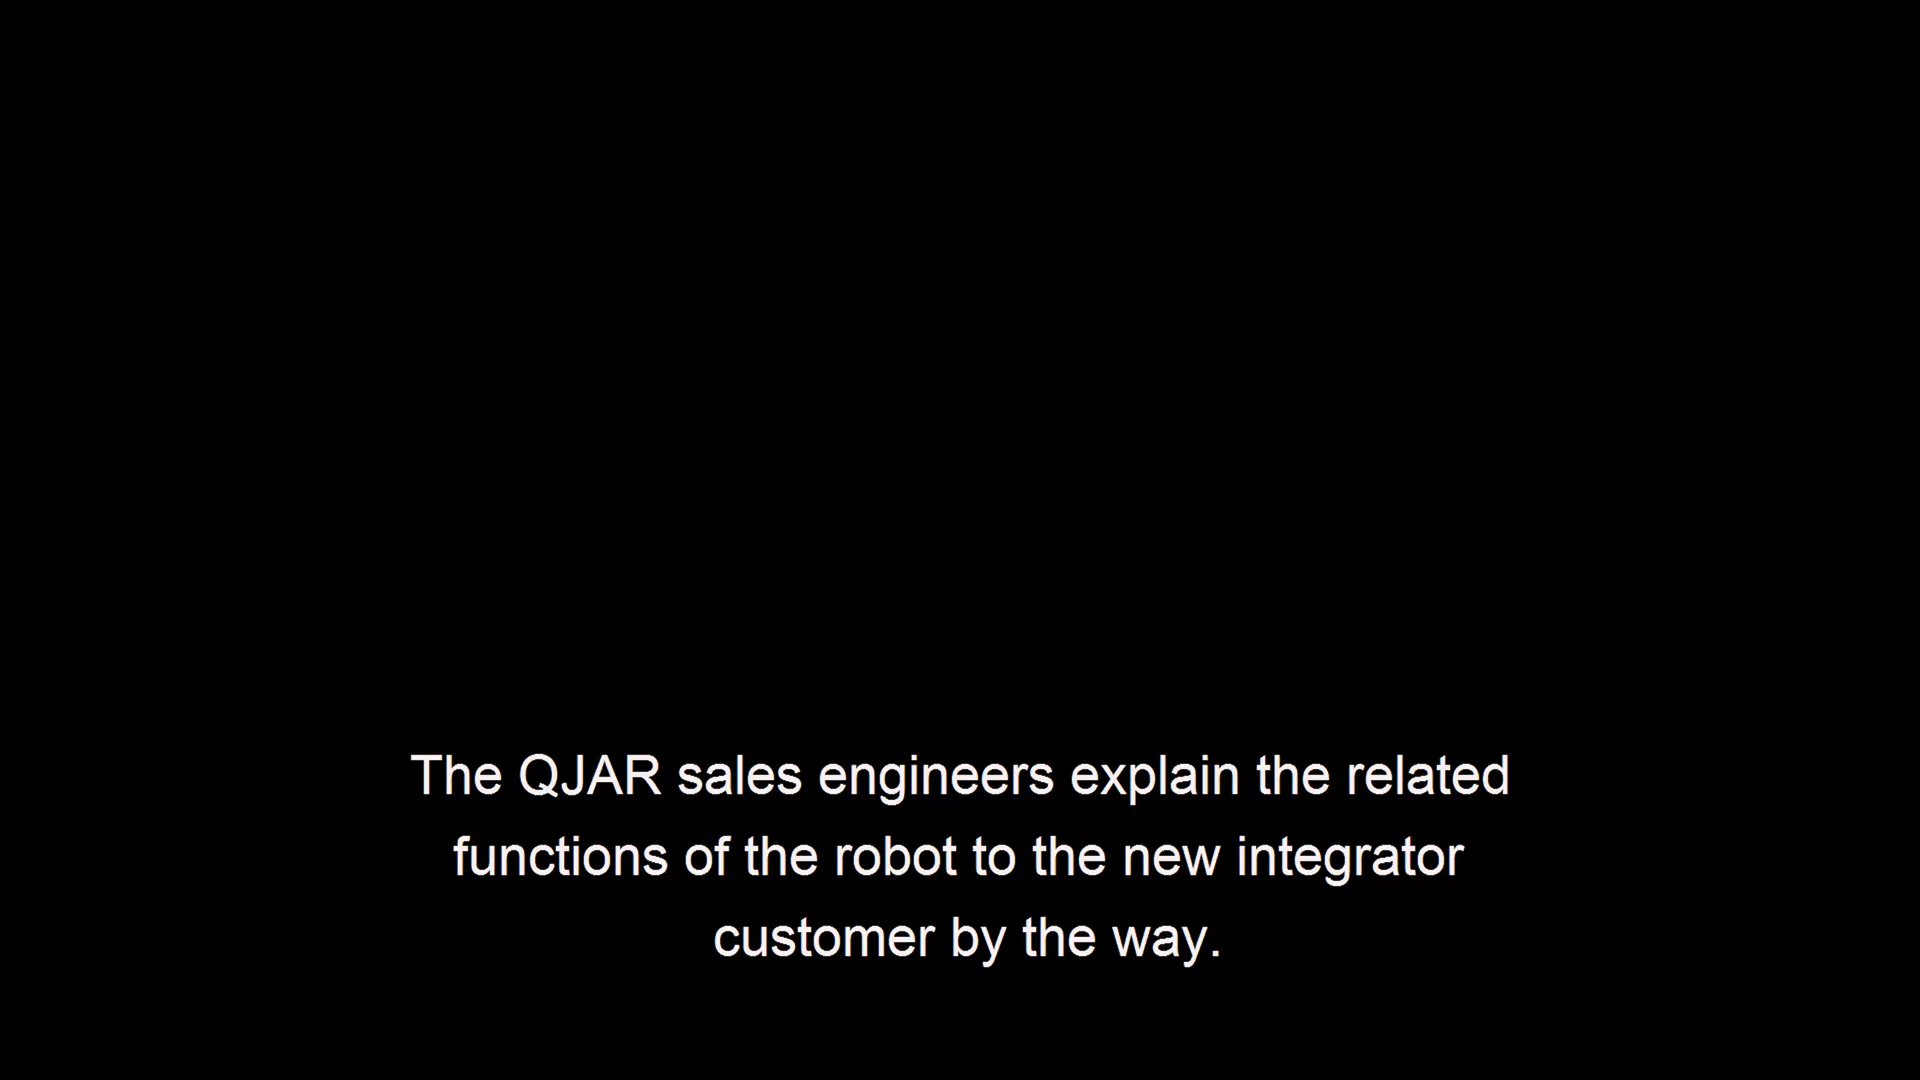 The QJAR sales engineers explain the related
functions of the robot to the new integrator
customer by the way.